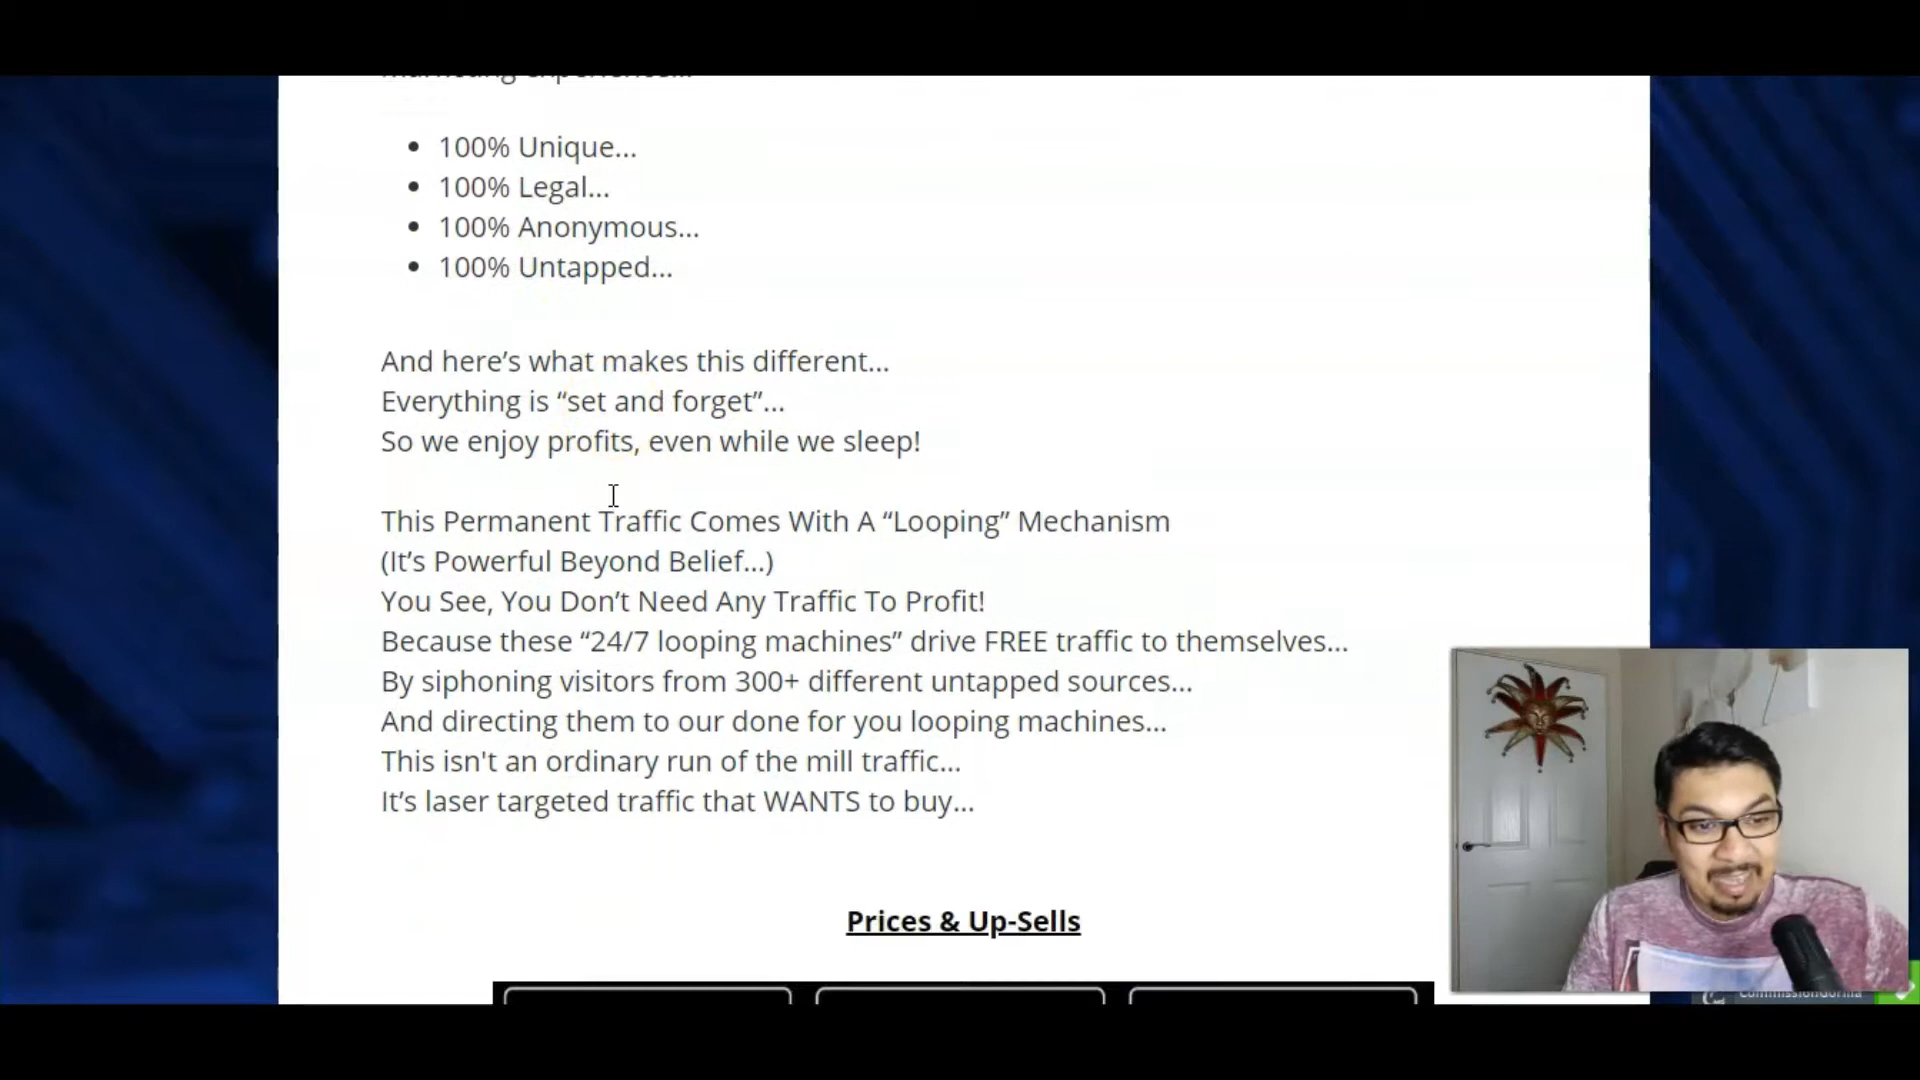 100% Unique...
100% Legal...
100% Anonymous...
100% Untapped...
And here’s what makes this different...
Everything is “set and forget”...
So we enjoy profits, even while we sleep!
This Permanent Traffic Comes With A “Looping” Mechanism
(It’s Powerful Beyond Belief...)
You See, You Don’t Need Any Traffic To Profit!
Because these “24/7 looping machines” drive FREE traffic to themselves...
By siphoning visitors from 300+ different untapped sources...
And directing them to our done for you looping machines...
This isn't an ordinary run of the mill traffic...
It’s laser targeted traffic that WANTS to buy...
Prices & Up-Sells